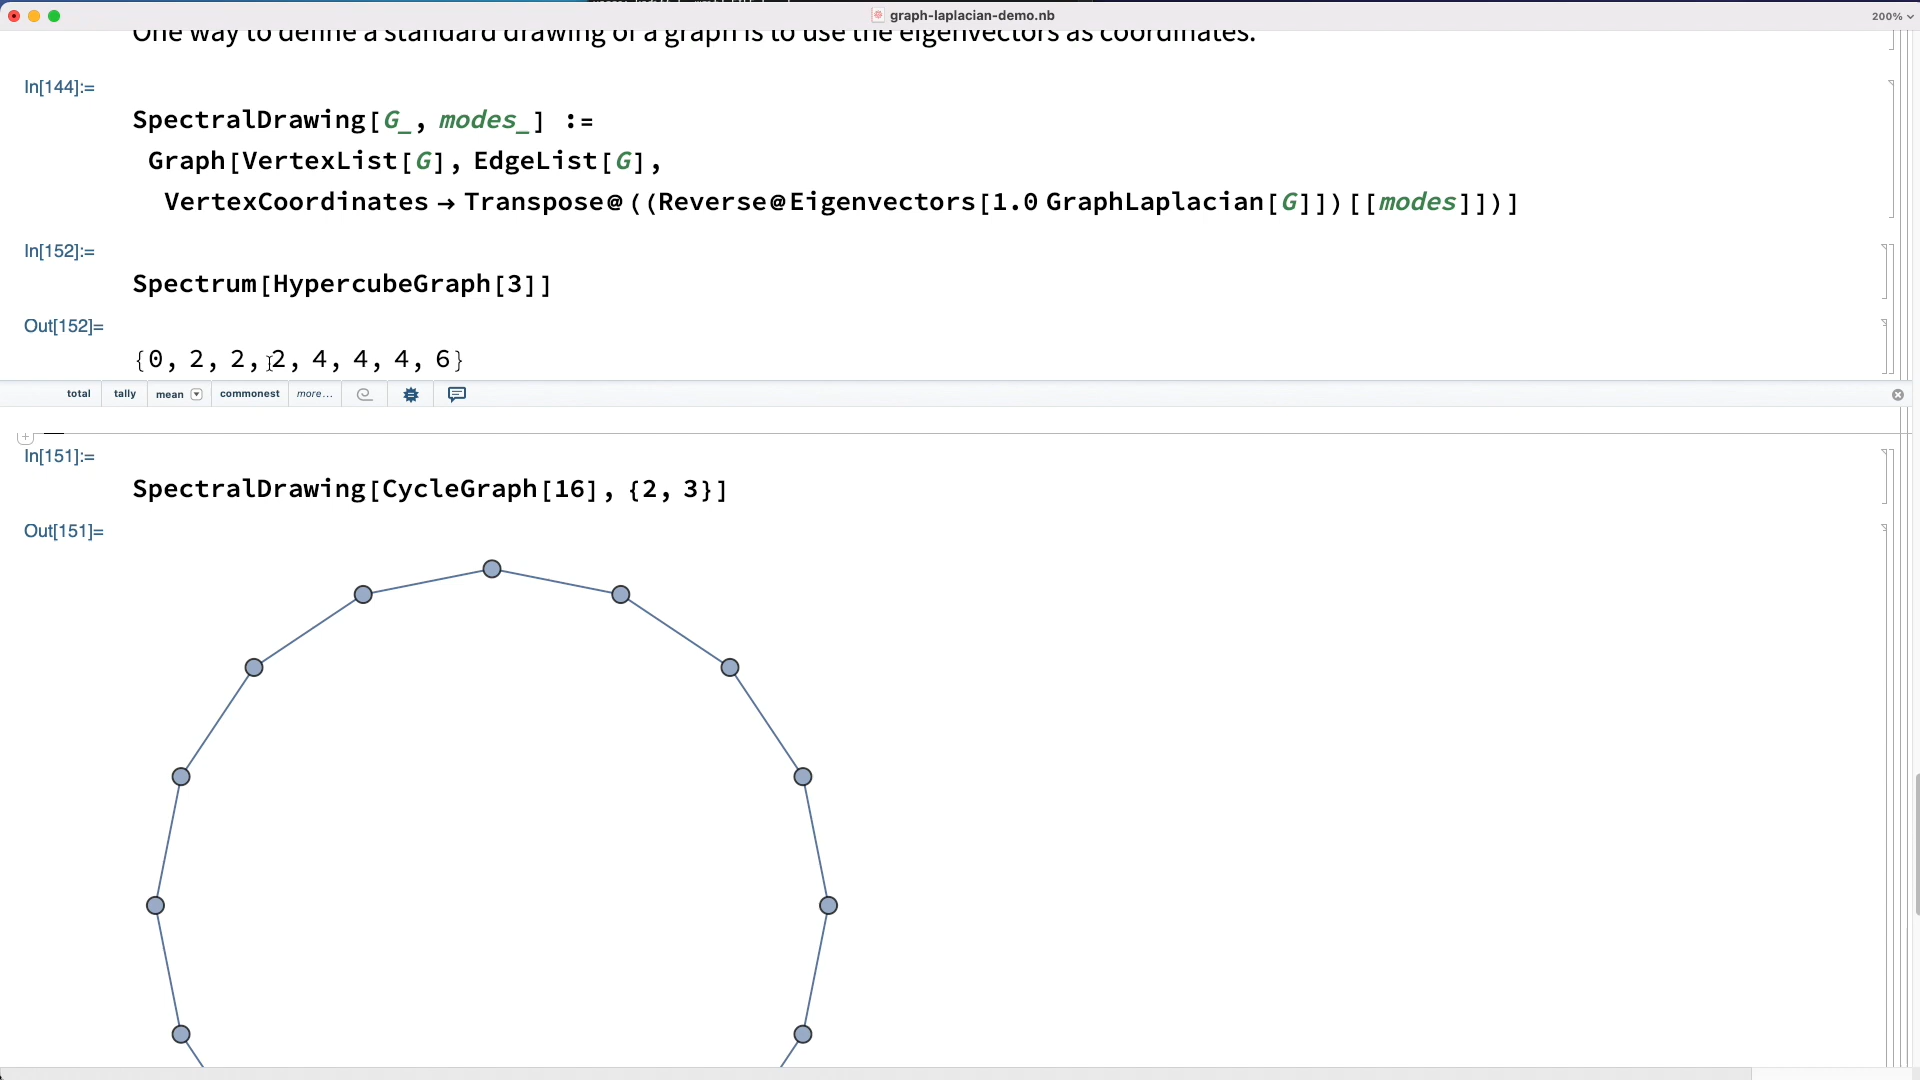 graph-laplacian-demo.nb
200%
One way to define a standard drawing of a graph is to use the eigenvectors as coordinates.
In[144]:=
SpectralDrawing[G_, modes_] :=
Graph[VertexList[G], EdgeList[G],
VertexCoordinates → Transpose@((Reverse@Eigenvectors[1.0 GraphLaplacian[G]])[[modes]])]
In[152]:=
Spectrum[HypercubeGraph[3]]
Out[152]=
{0, 2, 2, 2, 4, 4, 4, 6}
total tally mean commonest more...
In[151]:=
SpectralDrawing[CycleGraph[16], {2, 3}]
Out[151]=